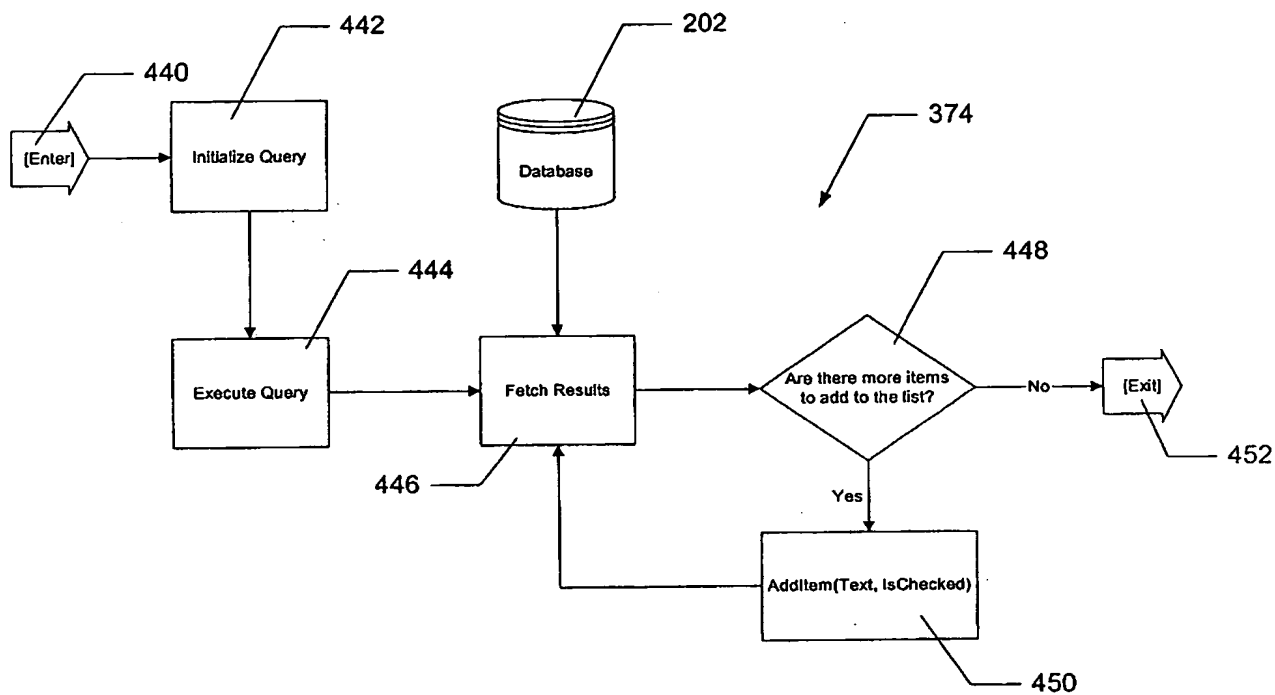 442
202
440
374
[Enter]
Initialize Query
Database
444
448
Execute Query
Fetch Results
Are there more items
to add to the list?
No
[Exit]
446
452
Yes
AddItem(Text, IsChecked)
450